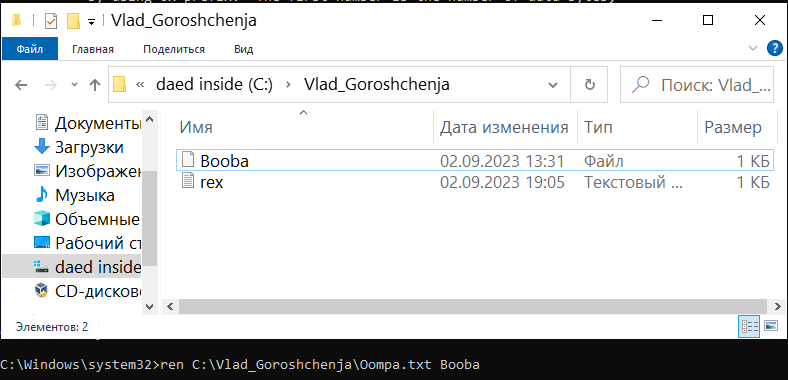 Vlad_Goroshchenja
Файл Главная Поделиться Вид
« daed inside (C:) › Vlad_Goroshchenja
Поиск: Vlad_...
Имя Дата изменения Тип Размер
Документы
Загрузки
Изображен
Музыка
Объемные
Рабочий ст
daed inside
CD-дисков
Booba 02.09.2023 13:31 Файл 1 КБ
rex 02.09.2023 19:05 Текстовый ... 1 КБ
Элементов: 2
C:\Windows\system32>ren C:\Vlad_Goroshchenja\Oompa.txt Booba